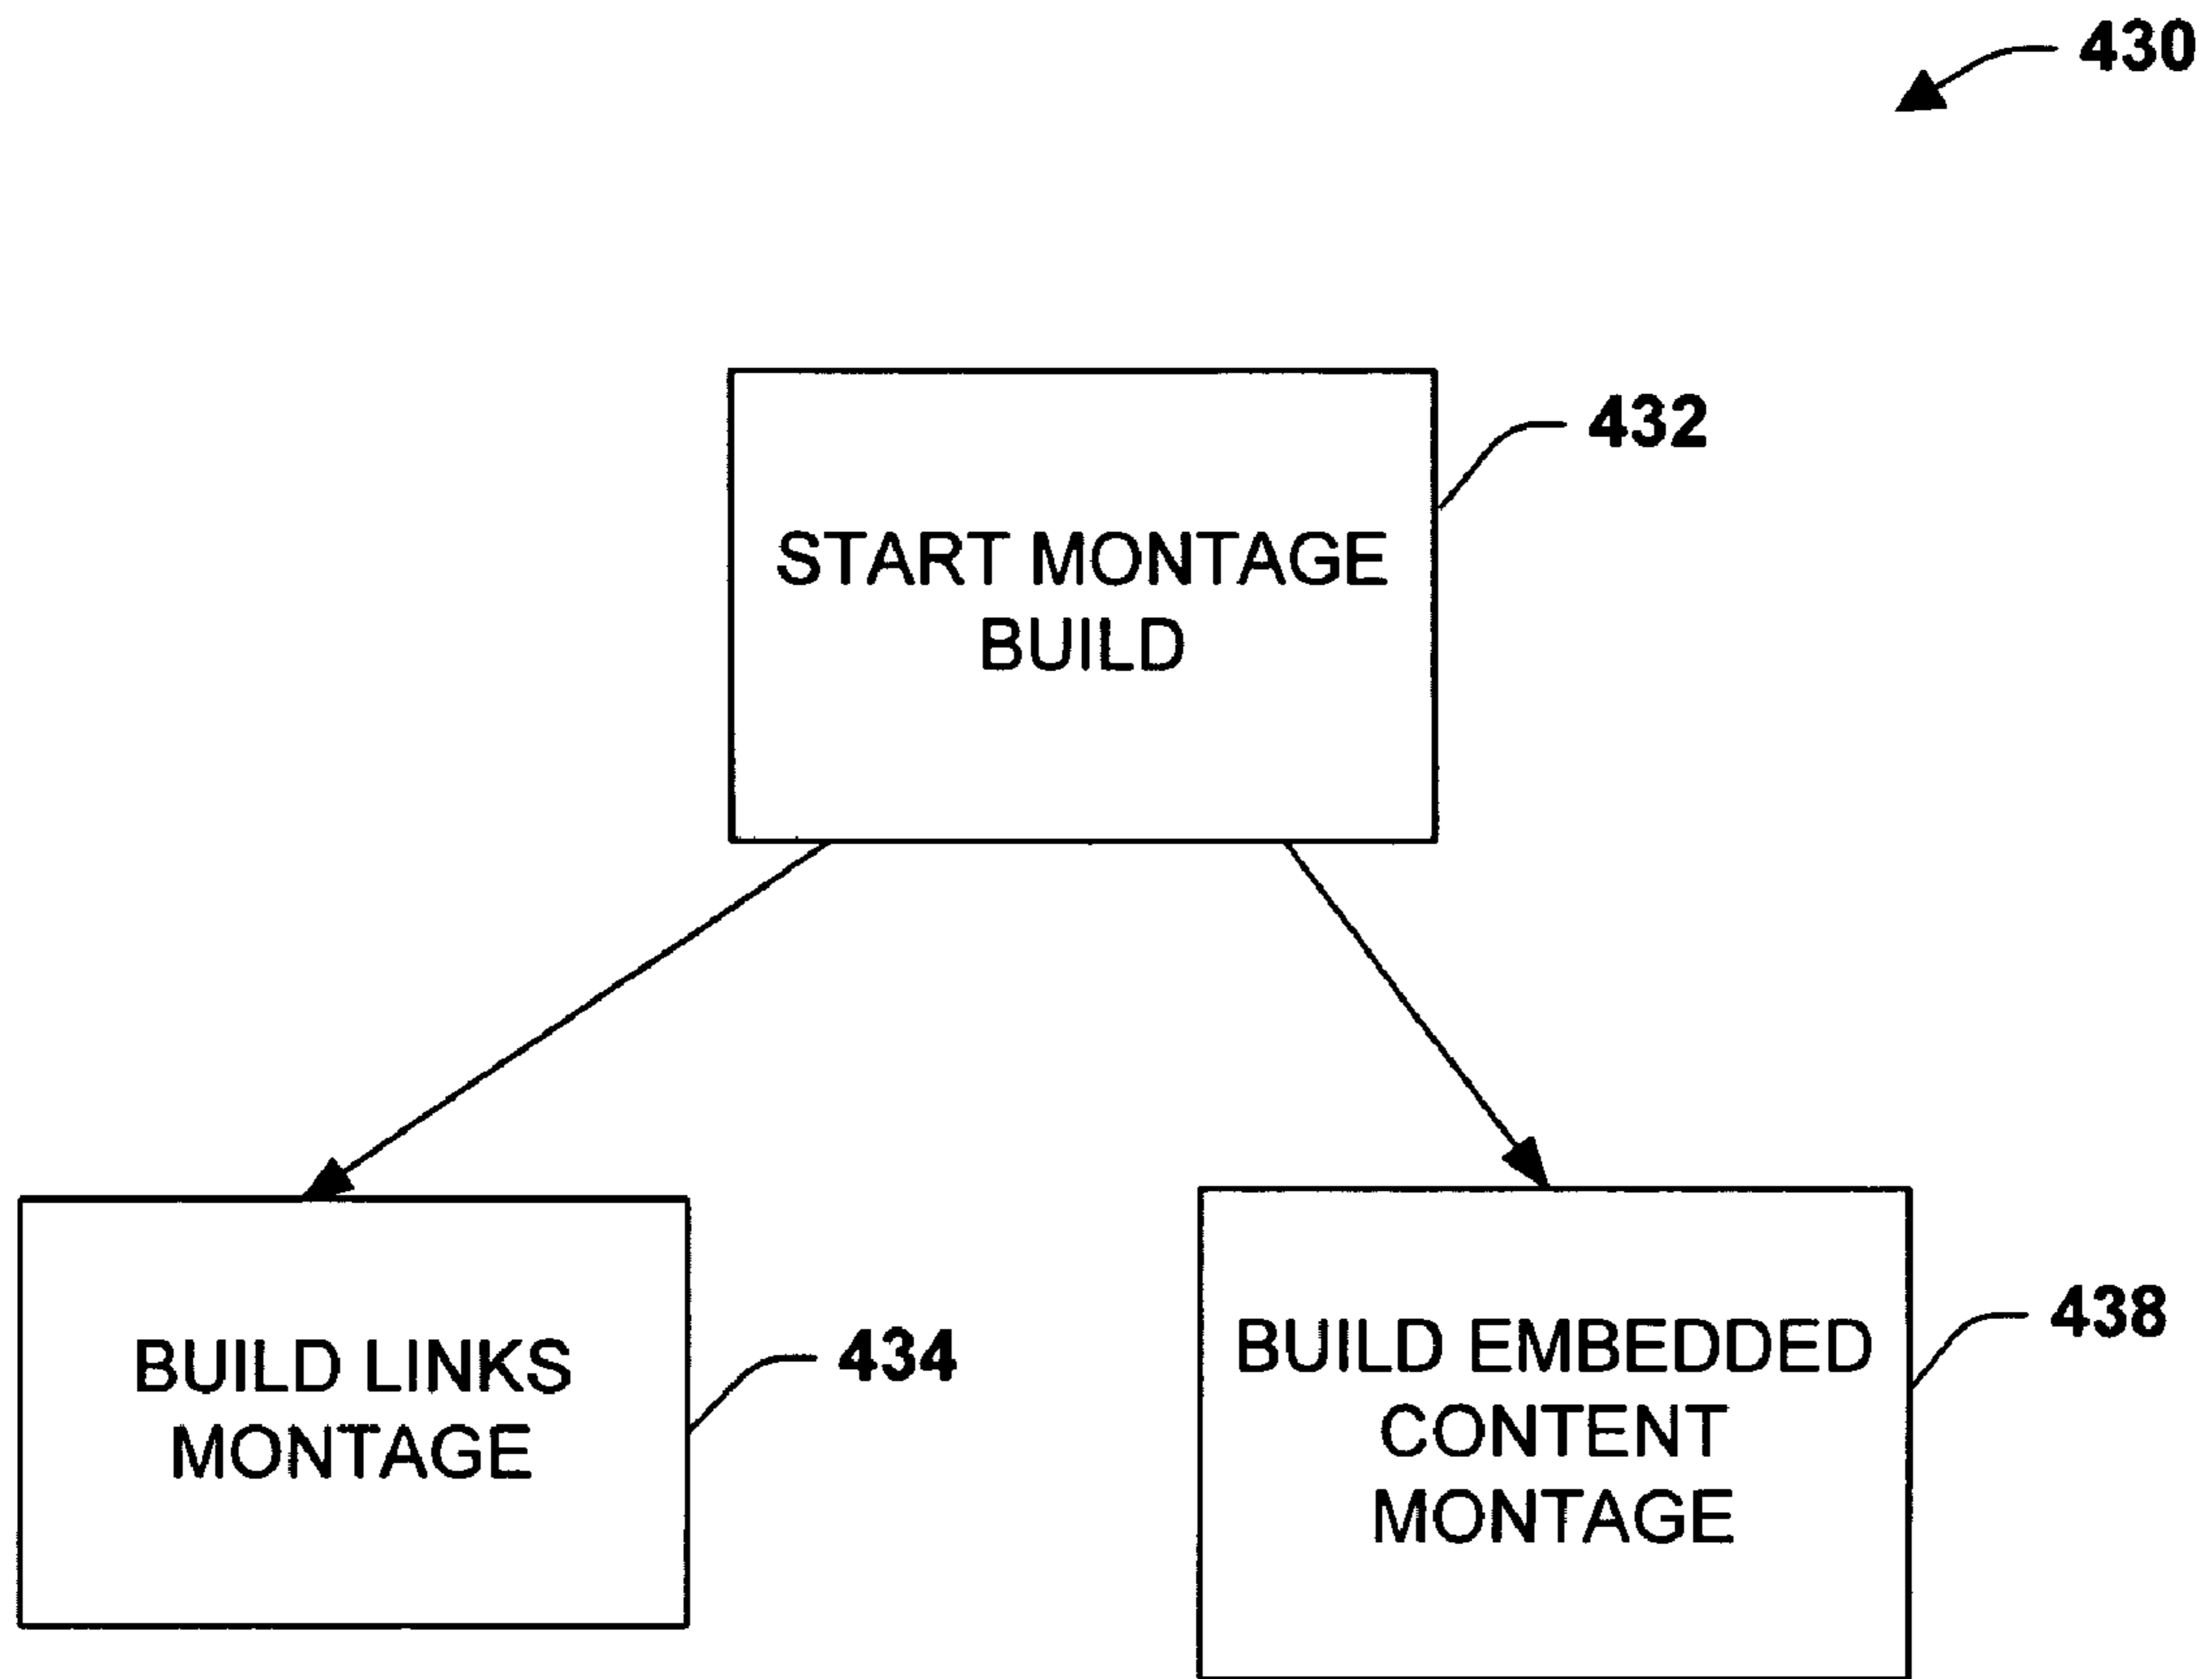 430
432
START MONTAGE
BUILD
BUILD LINKS
MONTAGE
434
BUILD EMBEDDED
CONTENT
MONTAGE
438